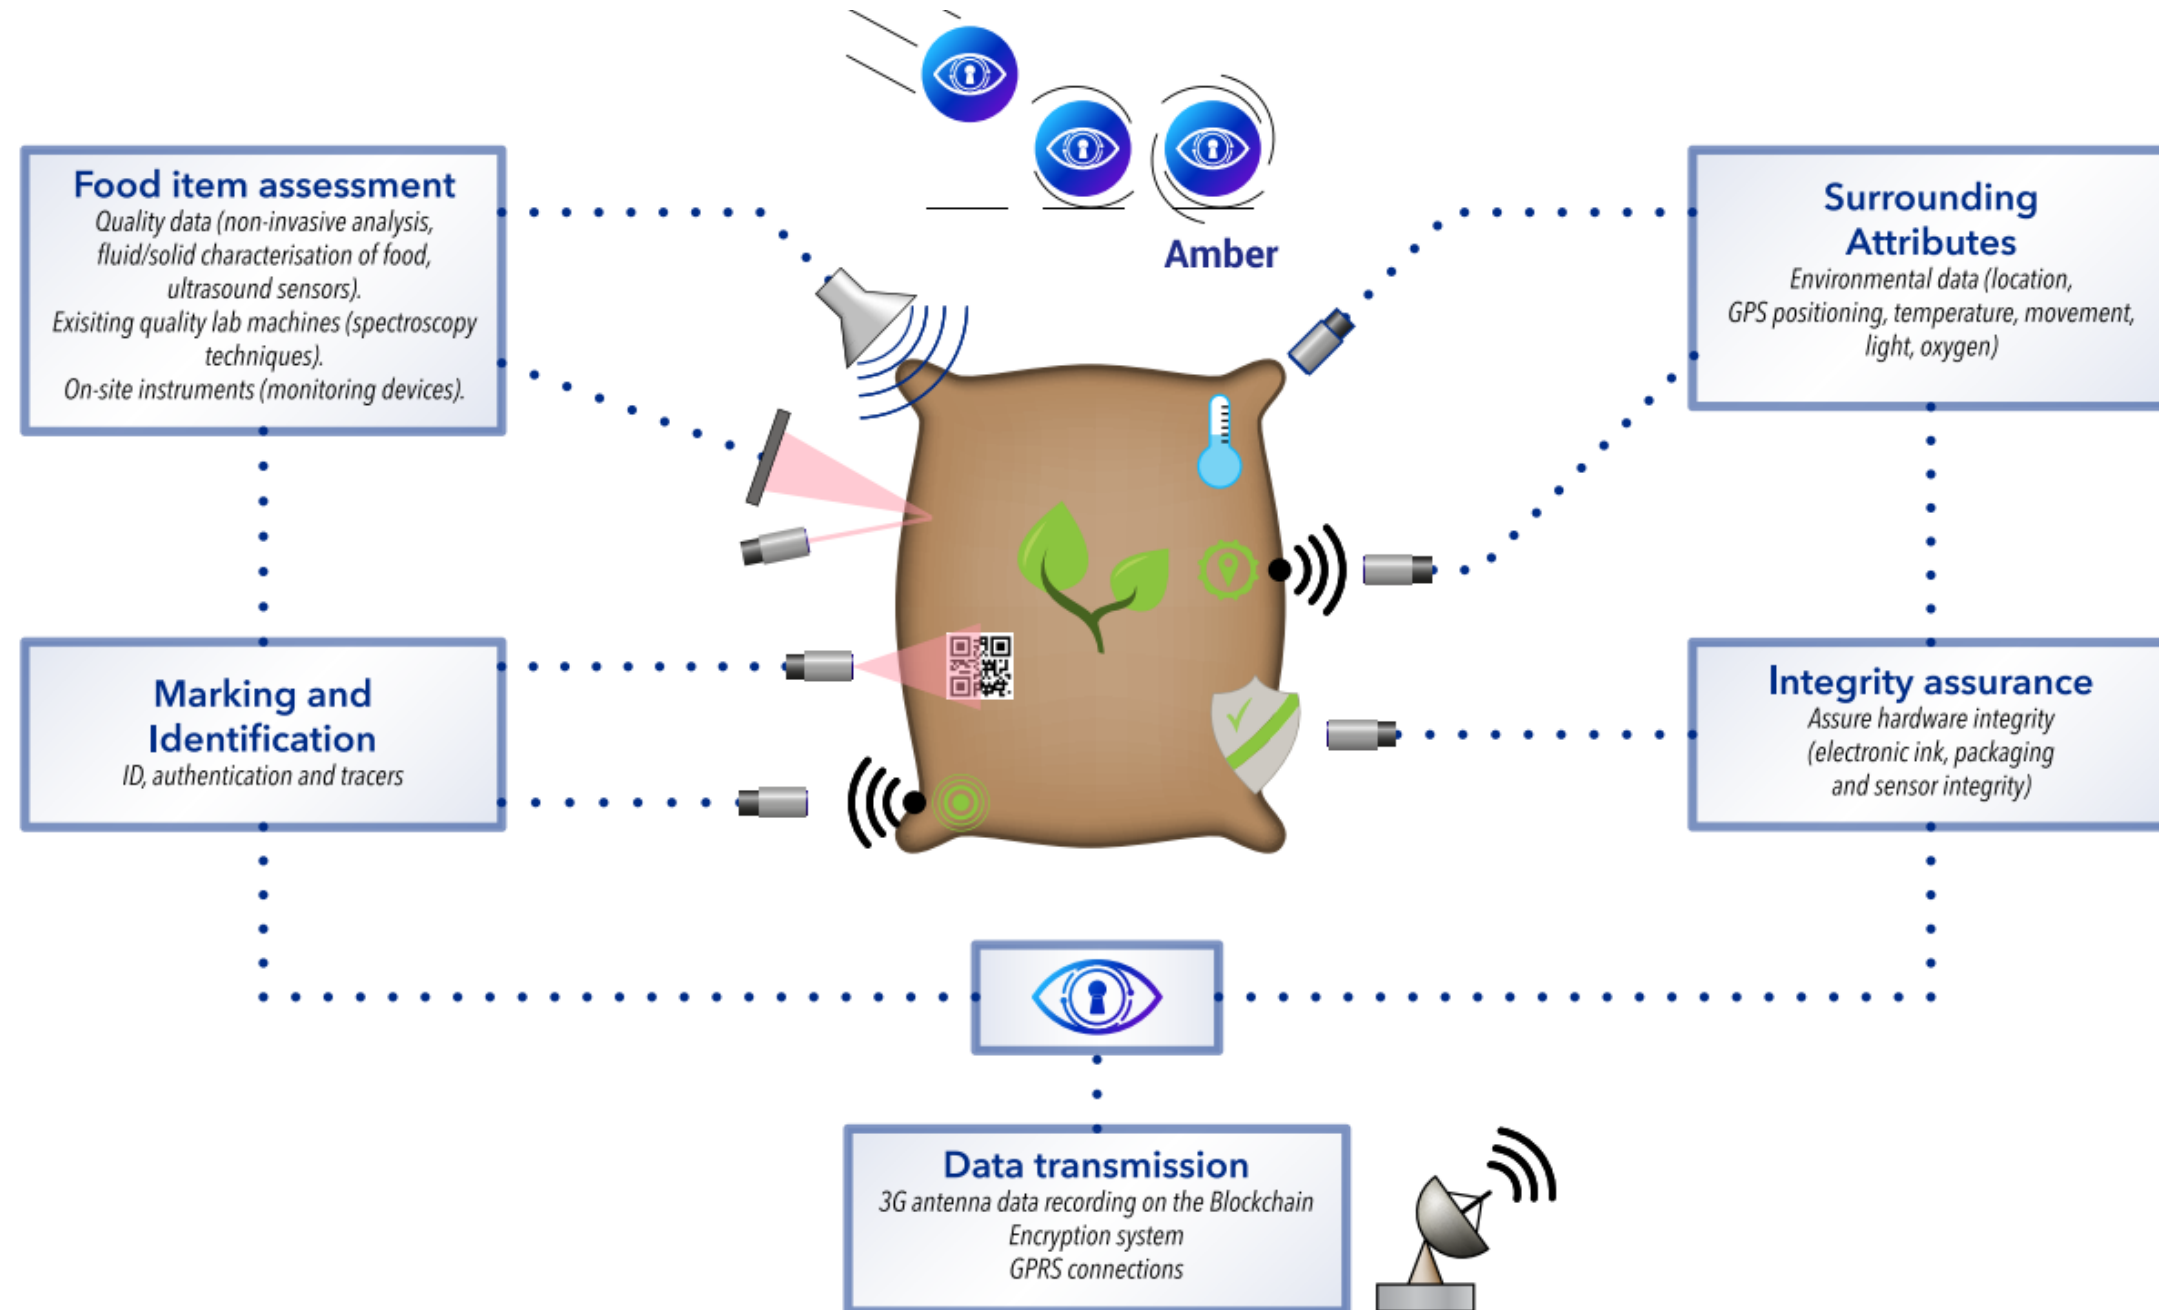 Amber
Food item assessment
Quality data (non-invasive analysis,
fluid/solid characterisation of food,
ultrasound sensors).
Exisiting quality lab machines (spectroscopy
techniques).
On-site instruments (monitoring devices).
Surrounding
Attributes
Environmental data (location,
GPS positioning, temperature, movement,
light, oxygen)
Marking and
Identification
ID, authentication and tracers
Integrity assurance
Assure hardware integrity
(electronic ink, packaging
and sensor integrity)
Data transmission
3G antenna data recording on the Blockchain
Encryption system
GPRS connections